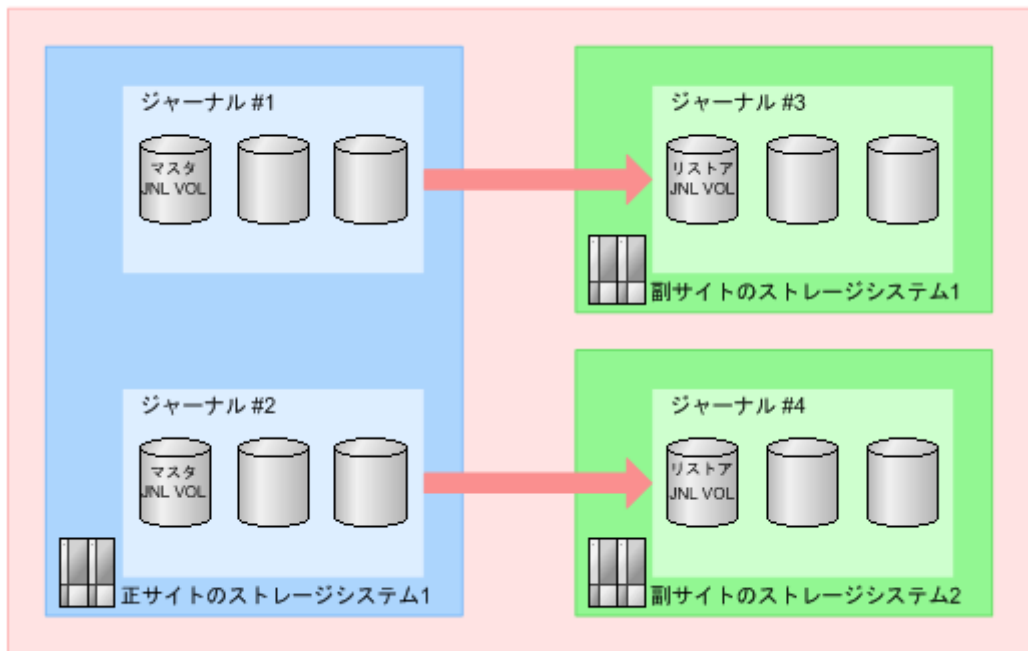 ジャーナル #1
マスタ
JNL VOL
ジャーナル #3
リストア
JNL VOL
副サイトのストレージシステム1
ジャーナル #2
マスタ
JNL VOL
正サイトのストレージシステム1
ジャーナル #4
リストア
JNL VOL
副サイトのストレージシステム2